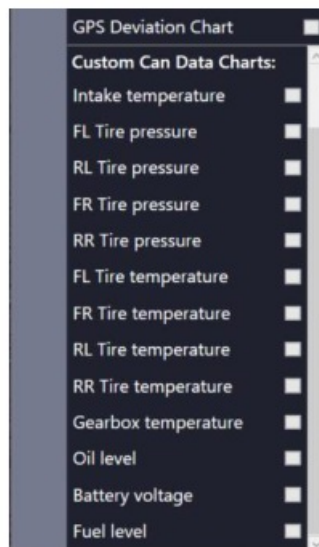 GPS Deviation Chart
Custom Can Data Charts:
Intake temperature
FL Tire pressure
RL Tire pressure
FR Tire pressure
RR Tire pressure
FL Tire temperature
FR Tire temperature
RL Tire temperature
RR Tire temperature
Gearbox temperature
Oil level
Battery voltage
Fuel level